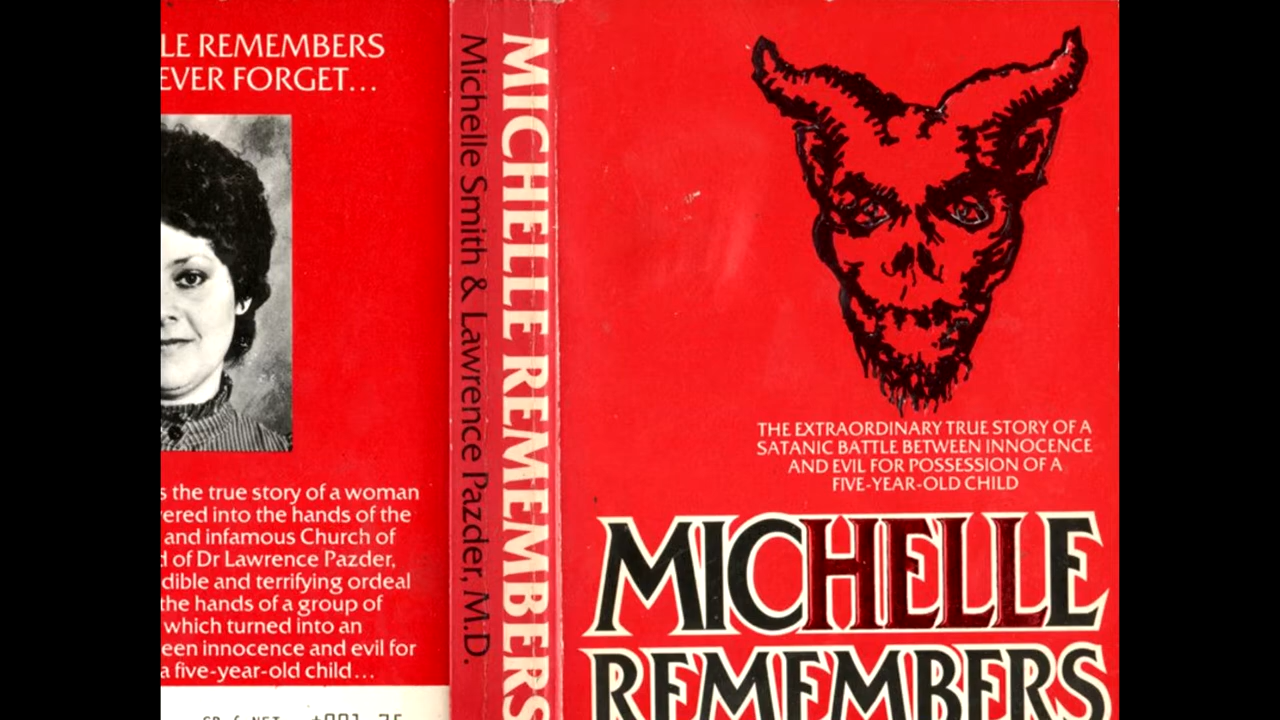 LE REMEMBERS
EVER FORGET...
s the true story of a woman
ered into the hands of the
and infamous Church of
of Dr Lawrence Pazder,
dible and terrifying ordeal
the hands of a group of
which turned into an
een innocence and evil for
a five-year-old child...
MICHELLE REMEMBERS
Michelle Smith & Lawrence Pazder, M.D.
THE EXTRAORDINARY TRUE STORY OF A
SATANIC BATTLE BETWEEN INNOCENCE
AND EVIL FOR POSSESSION OF A
FIVE-YEAR-OLD CHILD
MICHELLE
REMEMBERS